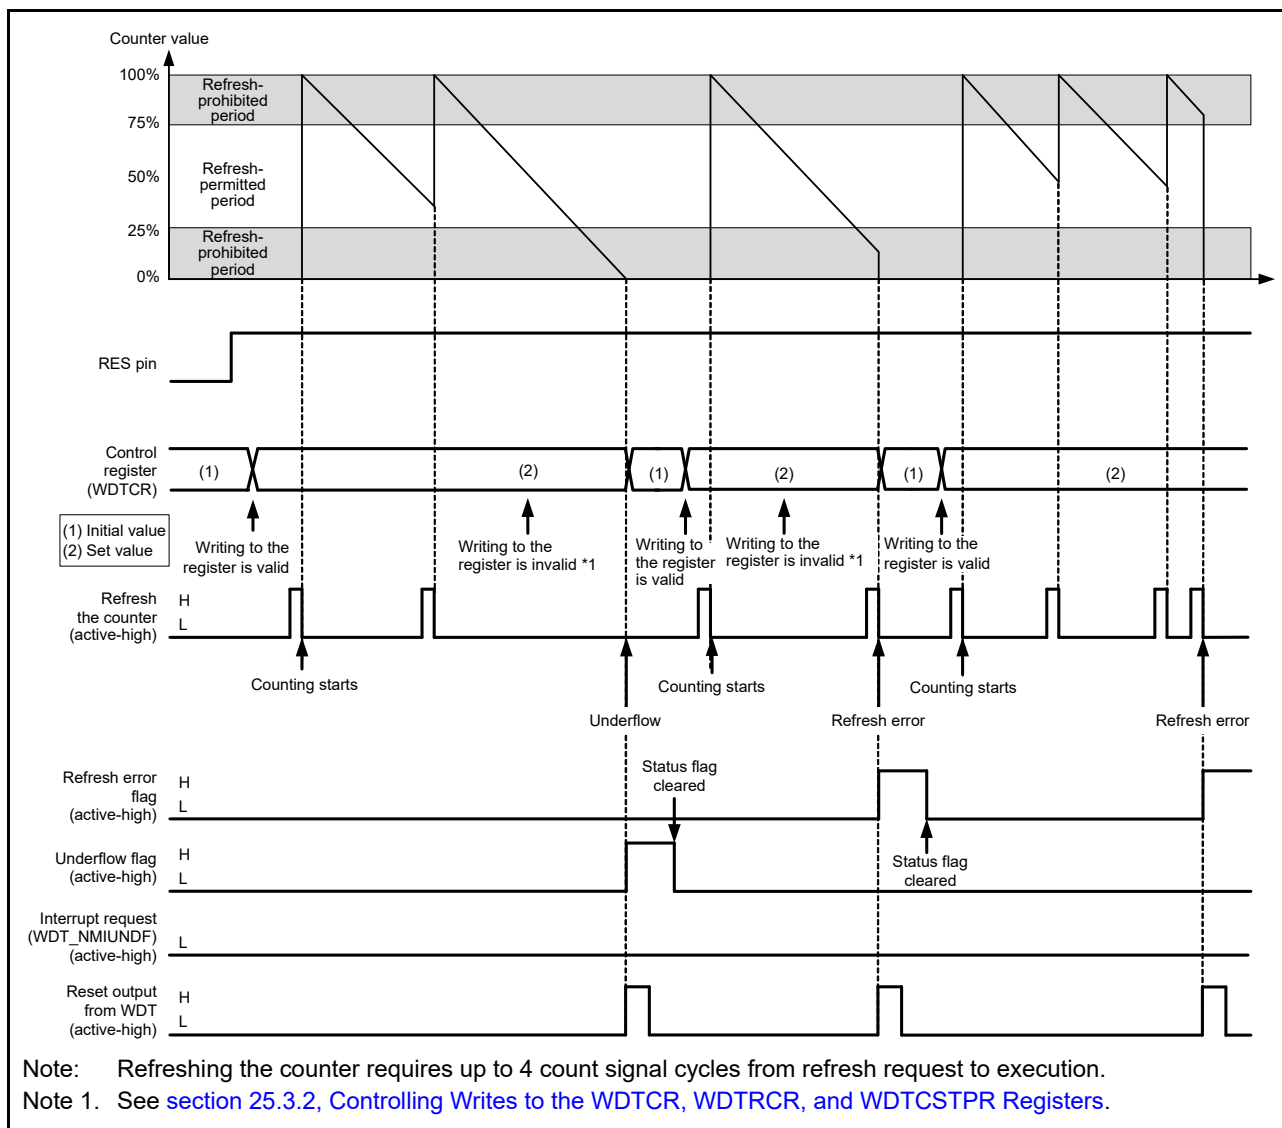 Counter value
100%
Refresh-
prohibited
period
75%
Refresh-
permitted
period
50%
25%
Refresh-
prohibited
period
0%
RES pin
Control
register
(WDTCR)
(1)
(2)
(1)
(2)
(1)
(2)
(1) Initial value
(2) Set value
Writing to the
register is valid
Writing to the
register is invalid *1
Writing to
the register
is valid
Writing to the
register is invalid *1
Writing to the
register is valid
Refresh
the counter
(active-high)
H
L
Counting starts
Counting starts
Counting starts
Underflow
Refresh error
Refresh error
Refresh error
flag
(active-high)
H
L
Status flag
cleared
Underflow flag
(active-high)
H
L
Status flag
cleared
Interrupt request
(WDT_NMIUNDF)
(active-high)
L
Reset output
from WDT
(active-high)
H
L
Note: Refreshing the counter requires up to 4 count signal cycles from refresh request to execution.
Note 1. See section 25.3.2, Controlling Writes to the WDTCR, WDTRCR, and WDTCSTPR Registers.